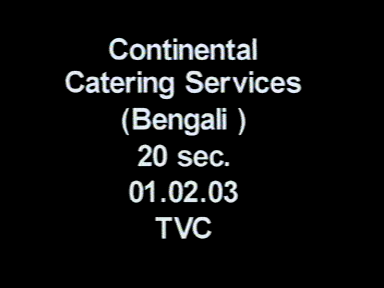 Continental
Catering Services
(Bengali )
20 sec.
01.02.03
TVC